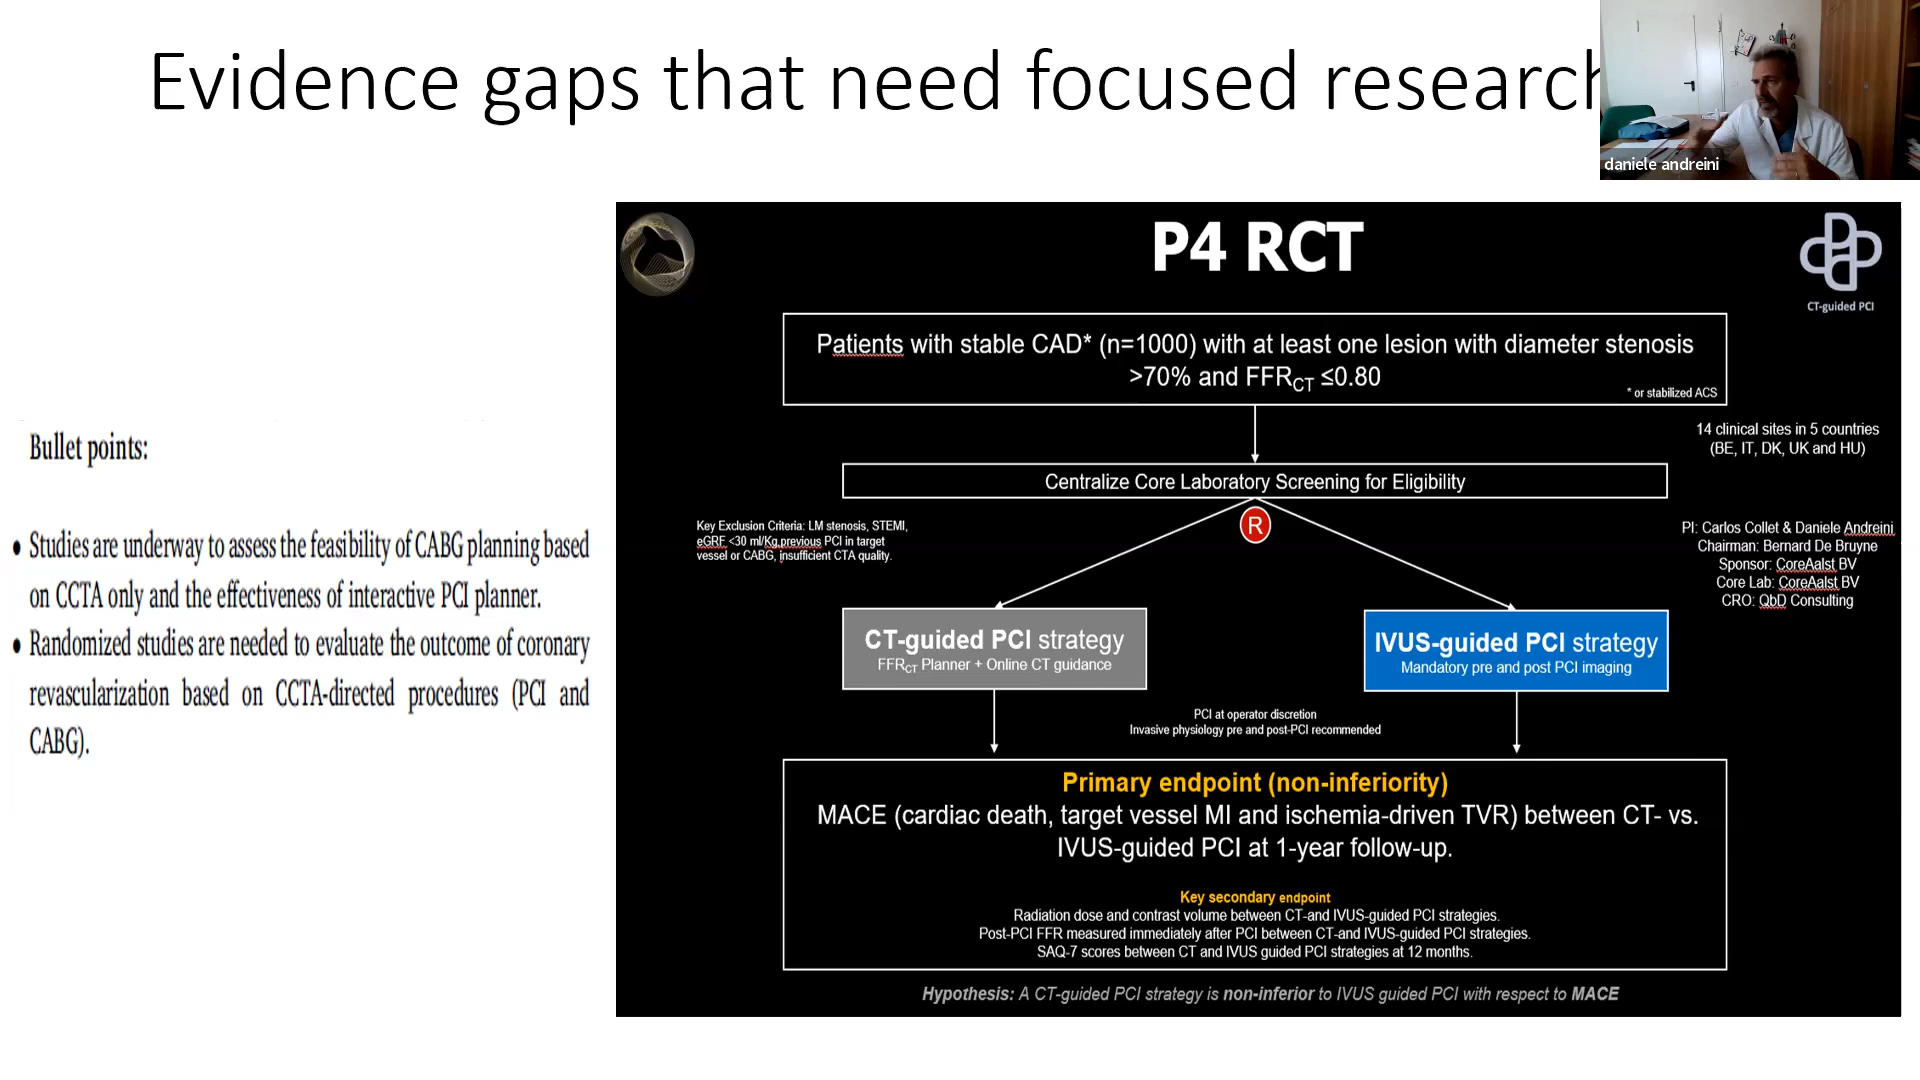 Evidence gaps that need focused research
daniele andreini
Bullet points:
• Studies are underway to assess the feasibility of CABG planning based
on CCTA only and the effectiveness of interactive PCI planner.
• Randomized studies are needed to evaluate the outcome of coronary
revascularization based on CCTA-directed procedures (PCI and
CABG).
P4 RCT
CT-guided PCI
Patients with stable CAD* (n=1000) with at least one lesion with diameter stenosis
>70% and FFRCT ≤0.80
* or stabilized ACS
14 clinical sites in 5 countries
(BE, IT, DK, UK and HU)
Centralize Core Laboratory Screening for Eligibility
Key Exclusion Criteria: LM stenosis, STEMI,
eGRF <30 ml/Kg,previous PCI in target
vessel or CABG, insufficient CTA quality.
R
PI: Carlos Collet & Daniele Andreini
Chairman: Bernard De Bruyne
Sponsor: CoreAalst BV
Core Lab: CoreAalst BV
CRO: QbD Consulting
CT-guided PCI strategy
FFRCT Planner + Online CT guidance
IVUS-guided PCI strategy
Mandatory pre and post PCI imaging
PCI at operator discretion
Invasive physiology pre and post-PCI recommended
Primary endpoint (non-inferiority)
MACE (cardiac death, target vessel MI and ischemia-driven TVR) between CT- vs.
IVUS-guided PCI at 1-year follow-up.
Key secondary endpoint
Radiation dose and contrast volume between CT-and IVUS-guided PCI strategies.
Post-PCI FFR measured immediately after PCI between CT-and IVUS-guided PCI strategies.
SAQ-7 scores between CT and IVUS guided PCI strategies at 12 months.
Hypothesis: A CT-guided PCI strategy is non-inferior to IVUS guided PCI with respect to MACE